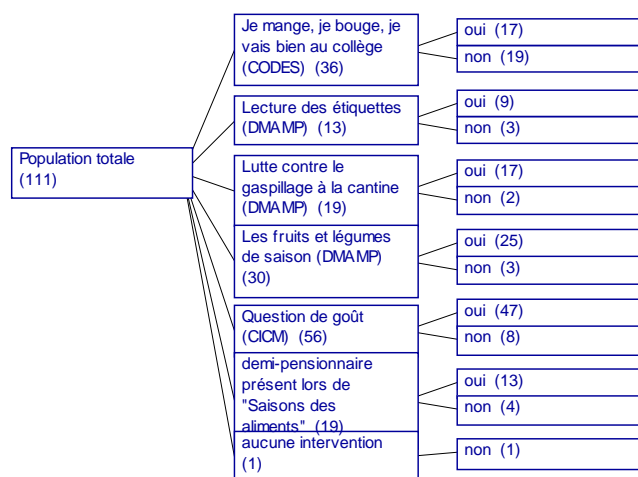 Je mange, je bouge, je
vais bien au collège
(CODES) (36)
oui (17)
non (19)
Lecture des étiquettes
(DMAMP) (13)
oui (9)
non (3)
Population totale
(111)
Lutte contre le
gaspillage à la cantine
(DMAMP) (19)
oui (17)
non (2)
Les fruits et légumes
de saison (DMAMP)
(30)
oui (25)
non (3)
Question de goût
(CICM) (56)
oui (47)
non (8)
demi-pensionnaire
présent lors de
"Saisons des
aliments" (19)
oui (13)
non (4)
aucune intervention
(1)
non (1)